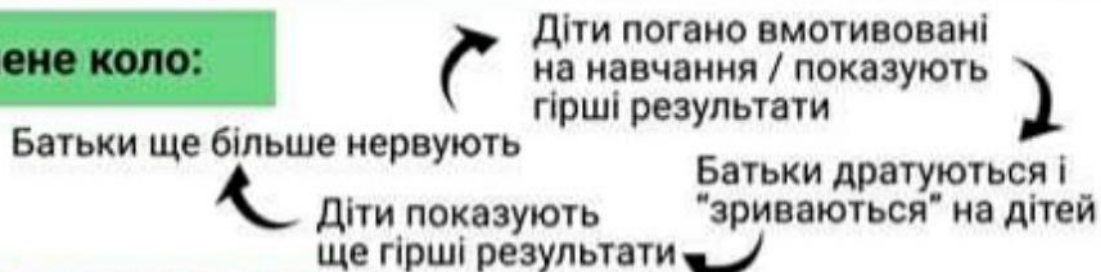 коло:
Діти погано вмотивовані
на навчання / показують
гірші результати
Батьки дратуються і
"зриваються" на дітей
Діти показують
ще гірші результати
Батьки ще більше нервують